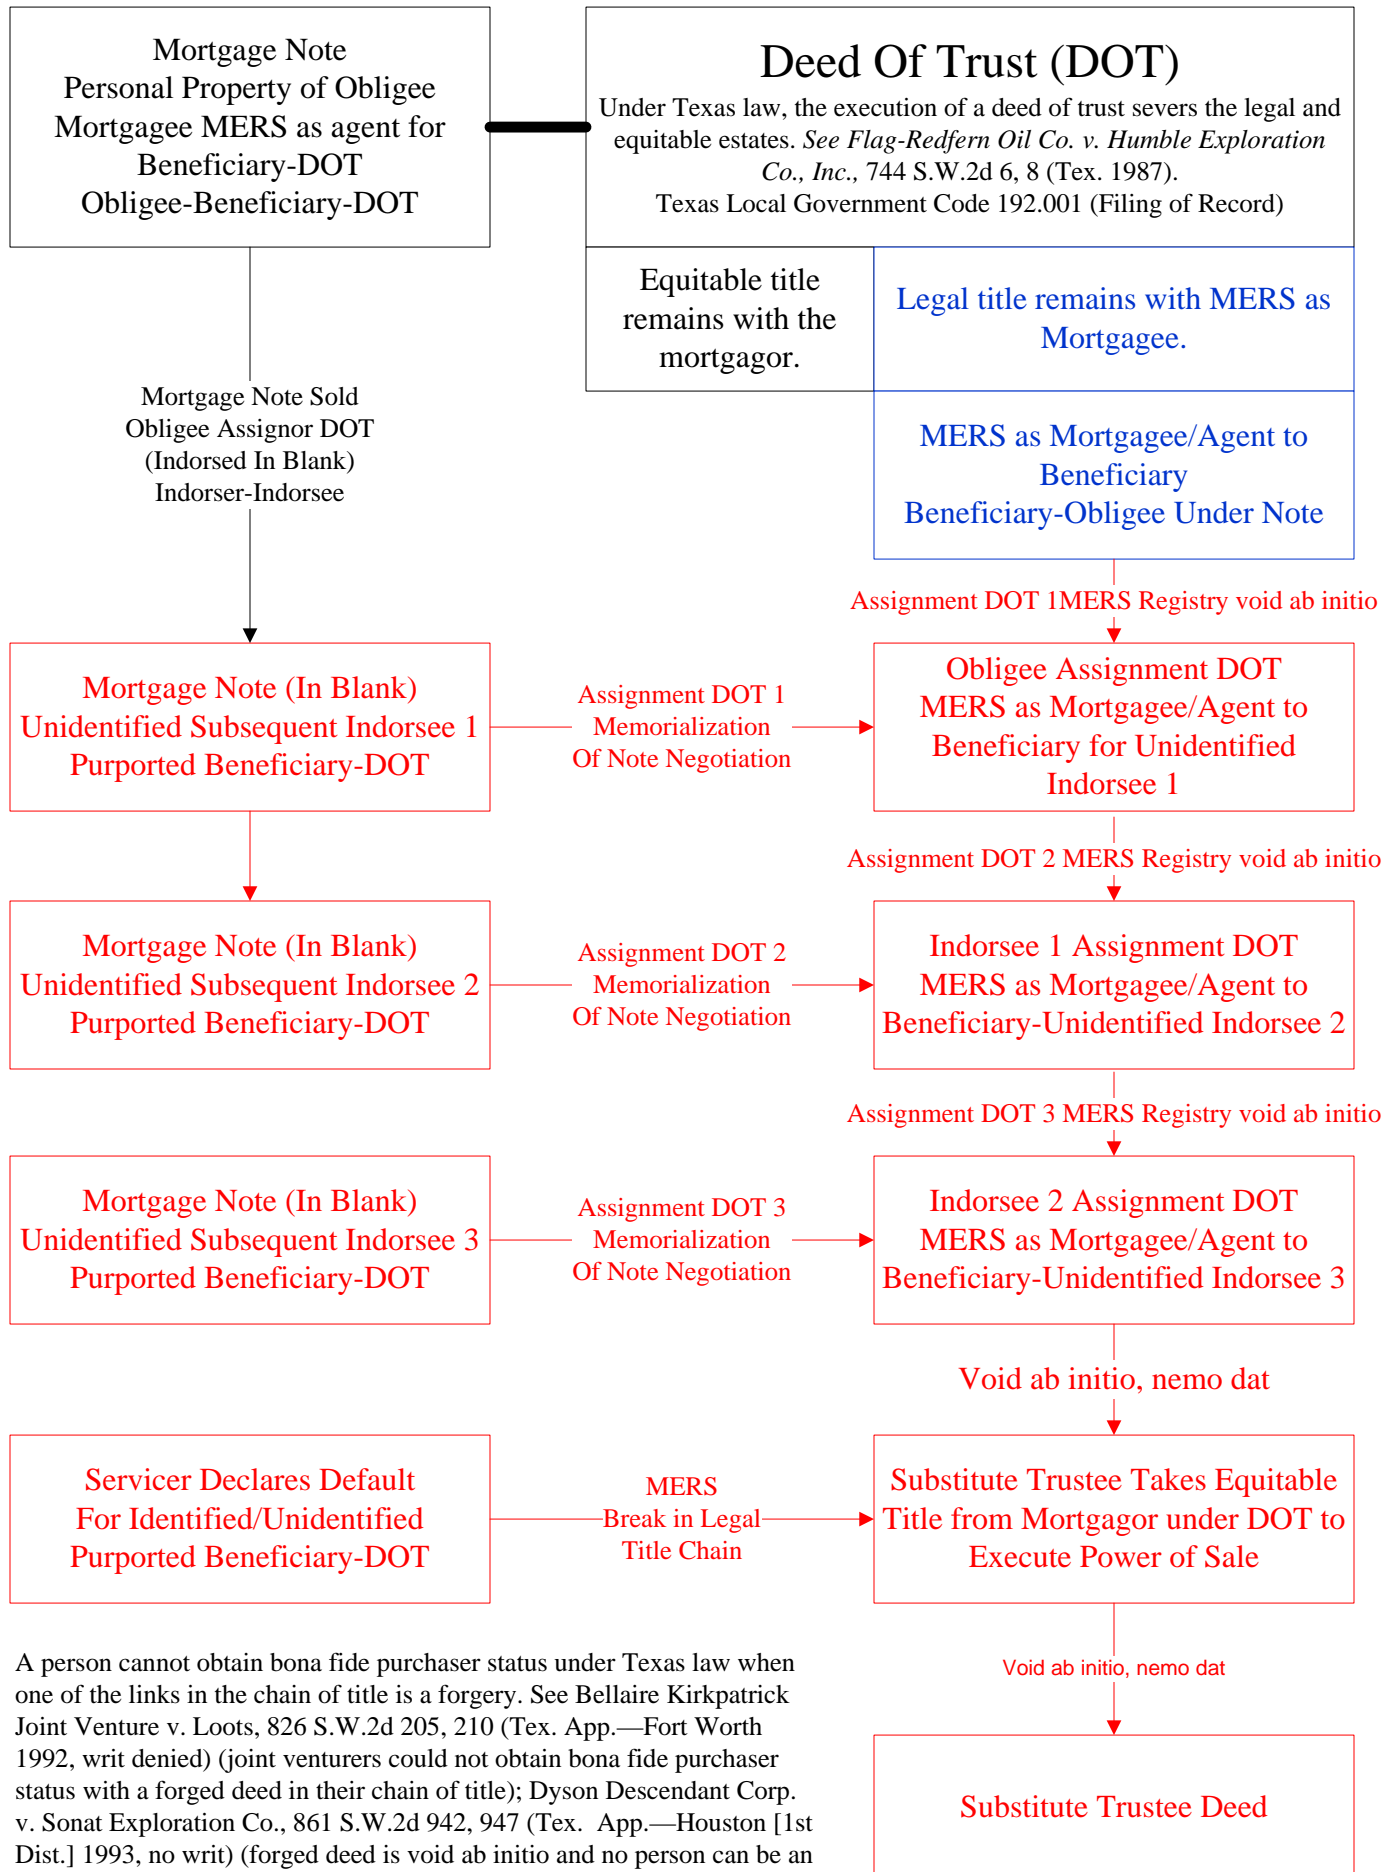 Mortgage Note
Personal Property of Obligee
Mortgagee MERS as agent for
Beneficiary-DOT
Obligee-Beneficiary-DOT
Deed Of Trust (DOT)
Under Texas law, the execution of a deed of trust severs the legal and
equitable estates. See Flag-Redfern Oil Co. v. Humble Exploration
Co., Inc., 744 S.W.2d 6, 8 (Tex. 1987).
Texas Local Government Code 192.001 (Filing of Record)
Equitable title
remains with the
mortgagor.
Legal title remains with MERS as
Mortgagee.
Mortgage Note Sold
Obligee Assignor DOT
(Indorsed In Blank)
Indorser-Indorsee
MERS as Mortgagee/Agent to
Beneficiary
Beneficiary-Obligee Under Note
Assignment DOT 1MERS Registry void ab initio
Mortgage Note (In Blank)
Unidentified Subsequent Indorsee 1
Purported Beneficiary-DOT
Assignment DOT 1
Memorialization
Of Note Negotiation
Obligee Assignment DOT
MERS as Mortgagee/Agent to
Beneficiary for Unidentified
Indorsee 1
Assignment DOT 2 MERS Registry void ab initio
Mortgage Note (In Blank)
Unidentified Subsequent Indorsee 2
Purported Beneficiary-DOT
Assignment DOT 2
Memorialization
Of Note Negotiation
Indorsee 1 Assignment DOT
MERS as Mortgagee/Agent to
Beneficiary-Unidentified Indorsee 2
Assignment DOT 3 MERS Registry void ab initio
Mortgage Note (In Blank)
Unidentified Subsequent Indorsee 3
Purported Beneficiary-DOT
Assignment DOT 3
Memorialization
Of Note Negotiation
Indorsee 2 Assignment DOT
MERS as Mortgagee/Agent to
Beneficiary-Unidentified Indorsee 3
Void ab initio, nemo dat
Servicer Declares Default
For Identified/Unidentified
Purported Beneficiary-DOT
MERS
Break in Legal
Title Chain
Substitute Trustee Takes Equitable
Title from Mortgagor under DOT to
Execute Power of Sale
Void ab initio, nemo dat
A person cannot obtain bona fide purchaser status under Texas law when
one of the links in the chain of title is a forgery. See Bellaire Kirkpatrick
Joint Venture v. Loots, 826 S.W.2d 205, 210 (Tex. App.—Fort Worth
1992, writ denied) (joint venturers could not obtain bona fide purchaser
status with a forged deed in their chain of title); Dyson Descendant Corp.
v. Sonat Exploration Co., 861 S.W.2d 942, 947 (Tex. App.—Houston [1st
Dist.] 1993, no writ) (forged deed is void ab initio and no person can be an
Substitute Trustee Deed